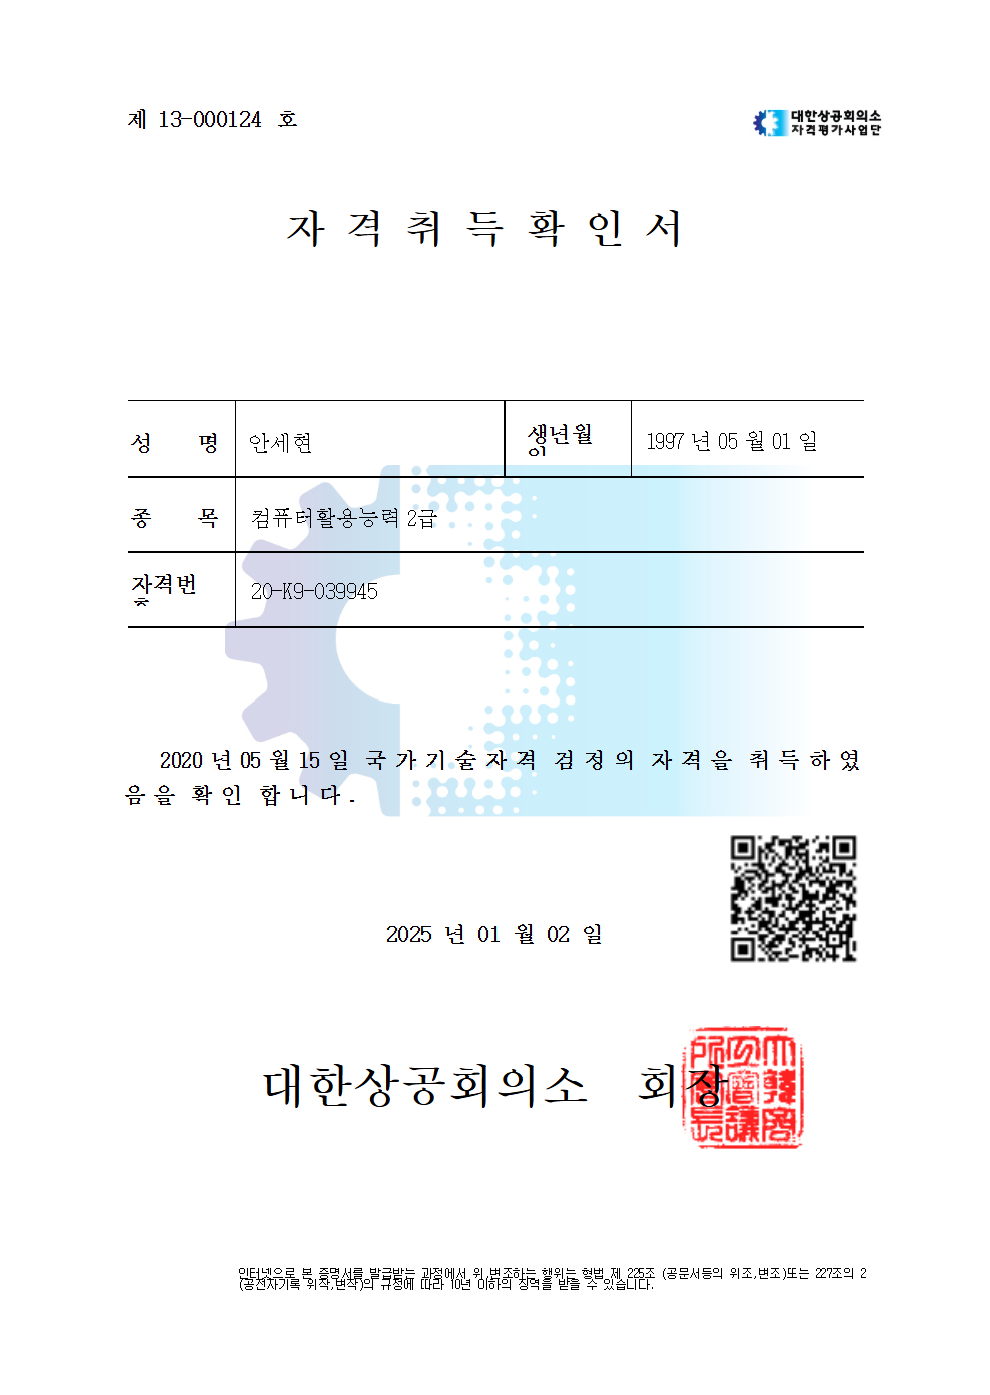 제 13-000124 호
대한상공회의소
자격평가사업단
자 격 취 득 확 인 서
성 명 안세현 생년월일 1997 년 05 월 01 일
종 목 컴퓨터활용능력 2급
자격번호 20-K9-039945
2020 년 05 월 15 일 국 가 기 술 자 격 검 정 의 자 격 을 취 득 하 였
음 을 확 인 합 니 다 .
2025 년 01 월 02 일
대한상공회의소 회장
인터넷으로 본 증명서를 발급받는 과정에서 위.변조하는 행위는 형법 제 225조 (공문서등의 위조,변조)또는 227조의 2
(공전자기록 위작,변작)의 규정에 따라 10년 이하의 징역을 받을 수 있습니다.